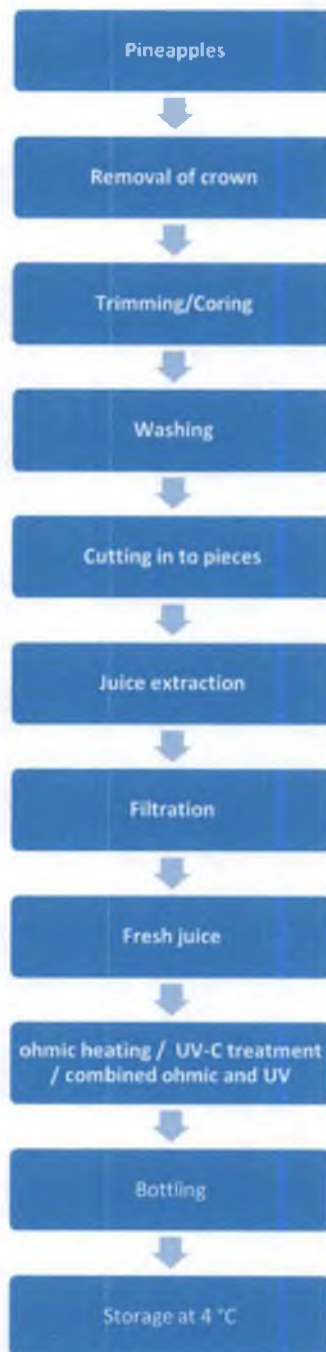 Pineapples
Removal of crown
Trimming/Coring
Washing
Cutting in to pieces
Juice extraction
Filtration
Fresh juice
ohmic heating / UV-C treatment
/ combined ohmic and UV
Bottling
Storage at 4 °C